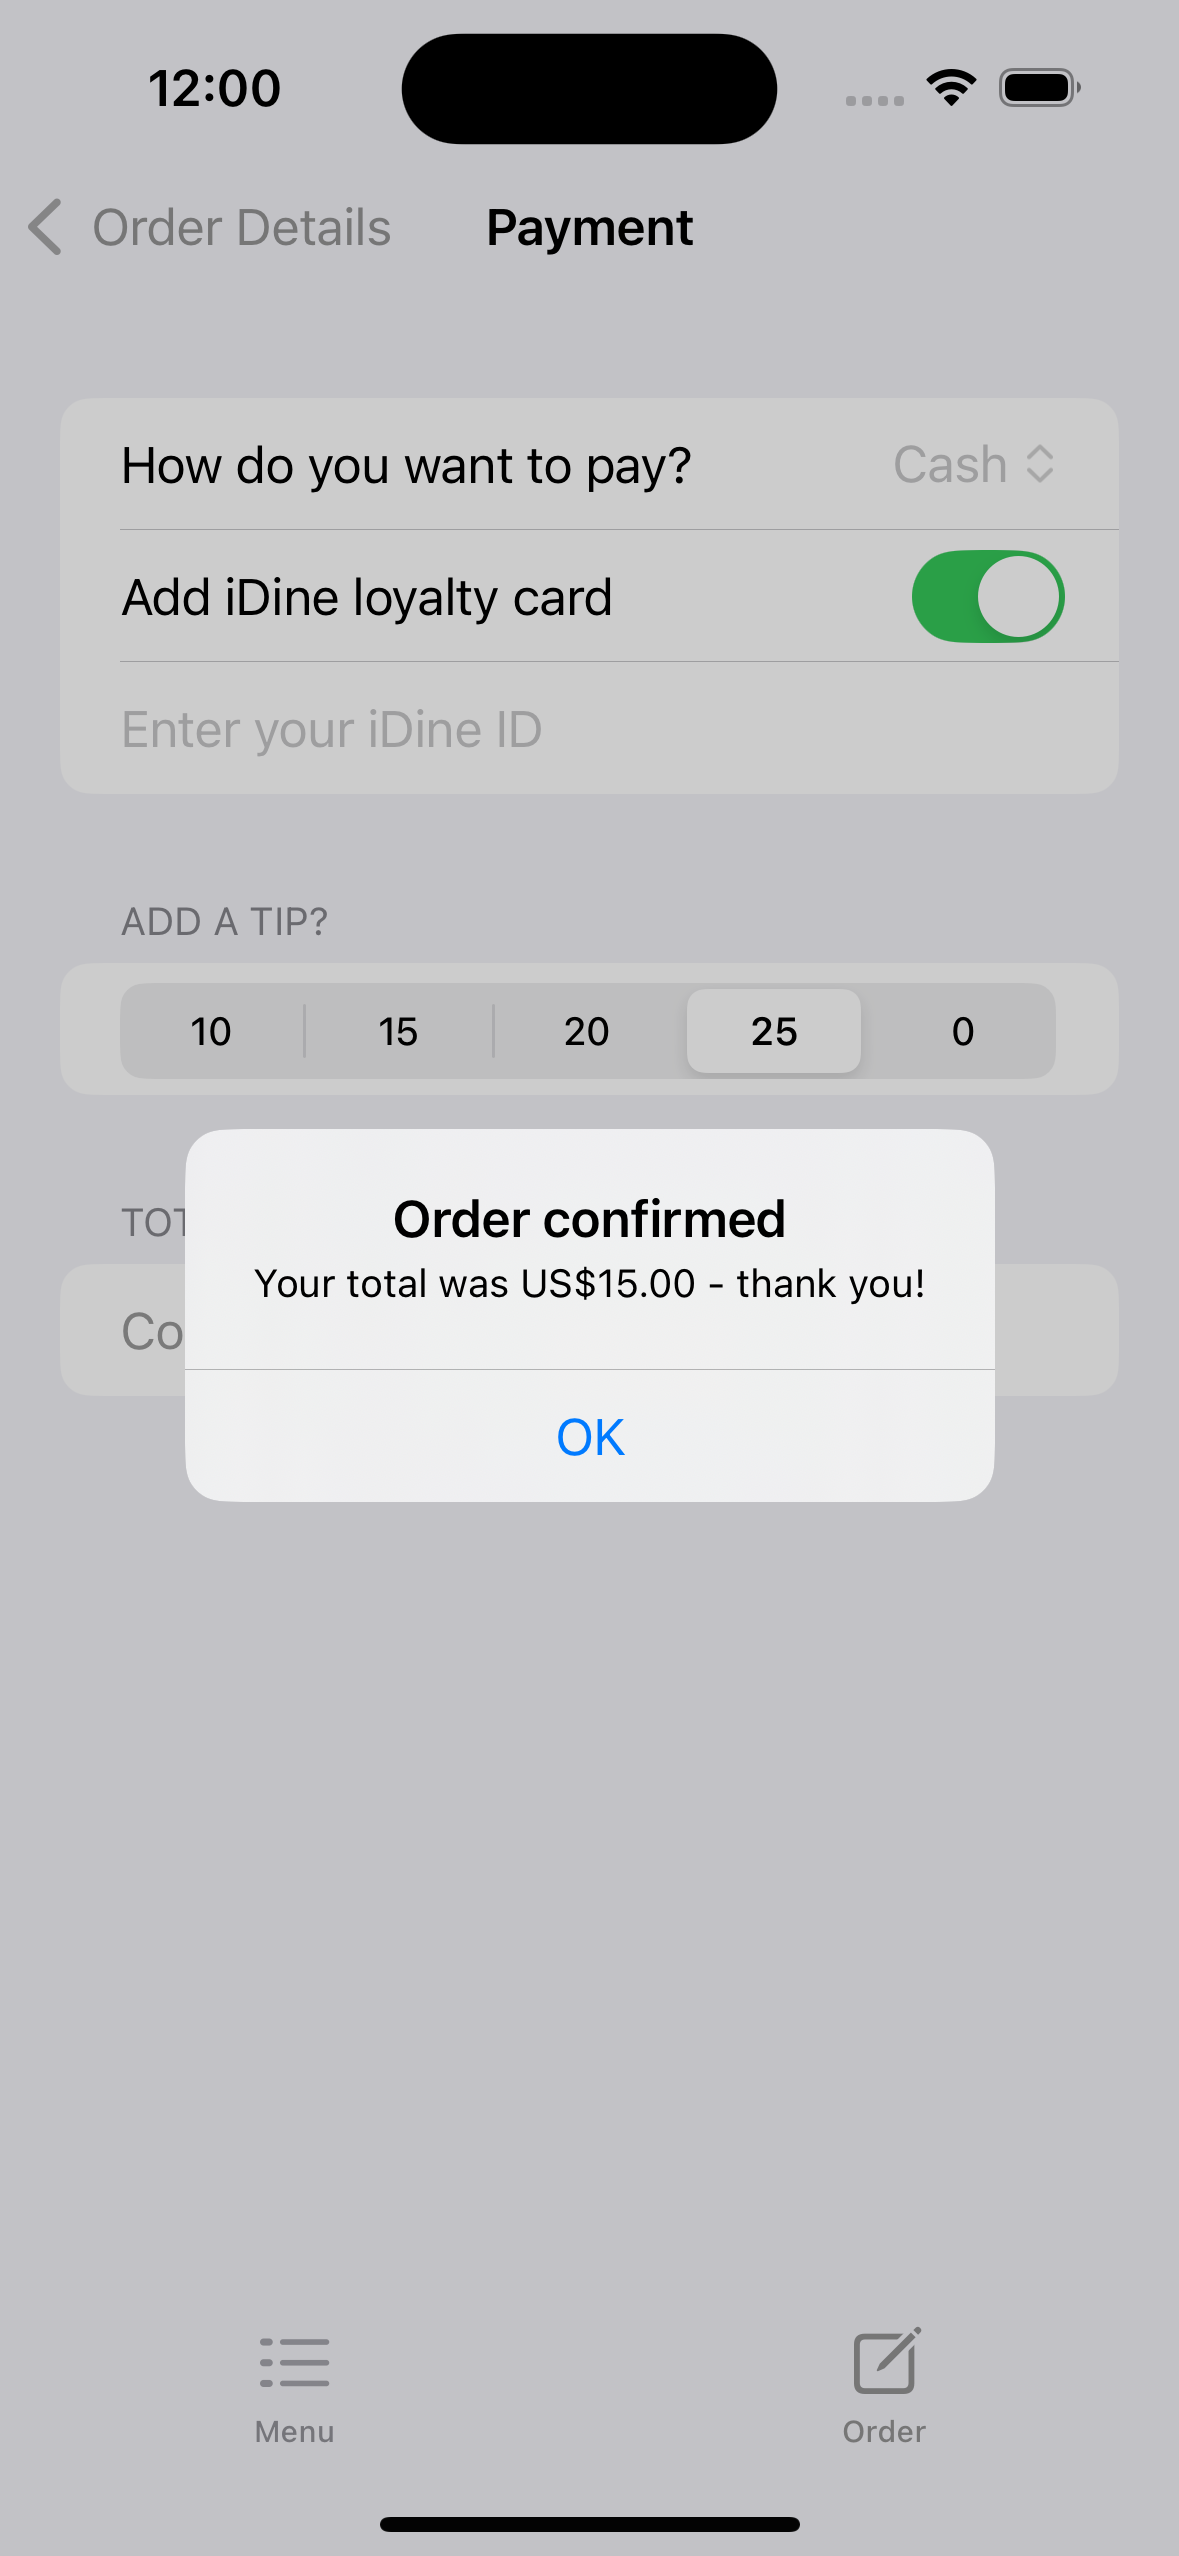 12:00
Order Details
Payment
How do you want to pay?
Cash
Add iDine loyalty card
Enter your iDine ID
ADD A TIP?
10 15 20 25 0
Order confirmed
Your total was US$15.00 - thank you!
OK
Menu
Order